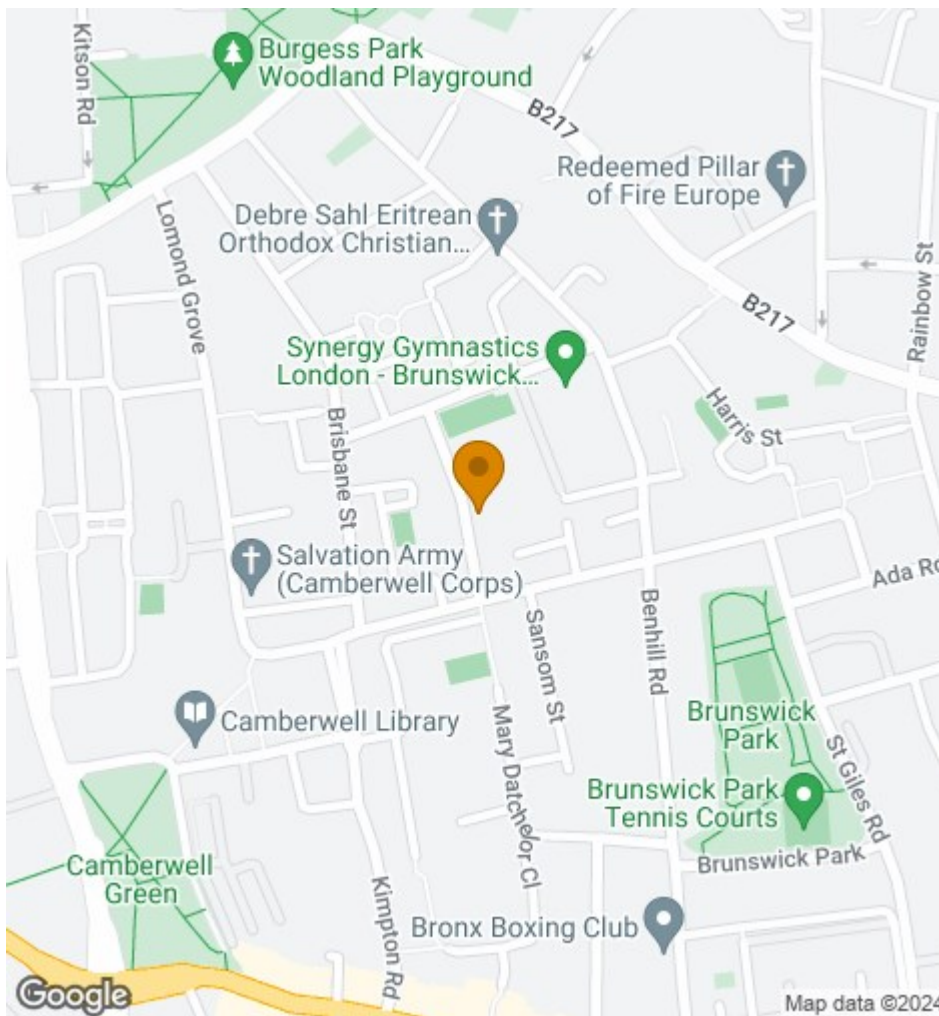 Kitson Rd
Burgess Park
Woodland Playground
B217
Redeemed Pillar
of Fire Europe
Debre Sahl Eritrean
Orthodox Christian...
Lomond Grove
Rainbow St
B217
Synergy Gymnastics
London - Brunswick...
Harris St
Brisbane St
Salvation Army
(Camberwell Corps)
Ada Ro
Sansom St
Benhill Rd
Camberwell Library
Mary Datchelor Cl
Brunswick
Park
St Giles Rd
Brunswick Park
Tennis Courts
Brunswick Park
Camberwell
Green
Kimpton Rd
Bronx Boxing Club
Google
Map data ©2024